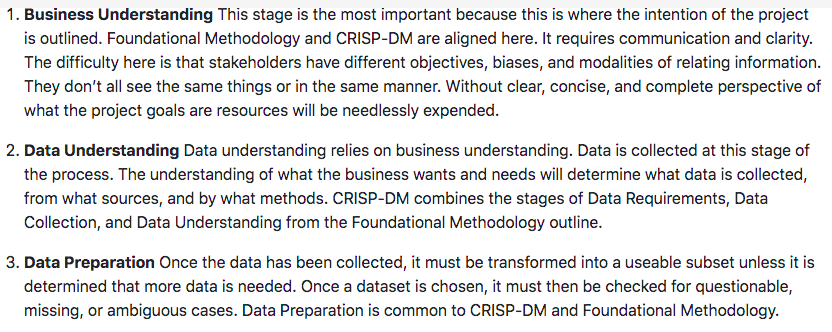 1. Business Understanding This stage is the most important because this is where the intention of the project
is outlined. Foundational Methodology and CRISP-DM are aligned here. It requires communication and clarity.
The difficulty here is that stakeholders have different objectives, biases, and modalities of relating information.
They don’t all see the same things or in the same manner. Without clear, concise, and complete perspective of
what the project goals are resources will be needlessly expended.
2. Data Understanding Data understanding relies on business understanding. Data is collected at this stage of
the process. The understanding of what the business wants and needs will determine what data is collected,
from what sources, and by what methods. CRISP-DM combines the stages of Data Requirements, Data
Collection, and Data Understanding from the Foundational Methodology outline.
3. Data Preparation Once the data has been collected, it must be transformed into a useable subset unless it is
determined that more data is needed. Once a dataset is chosen, it must then be checked for questionable,
missing, or ambiguous cases. Data Preparation is common to CRISP-DM and Foundational Methodology.